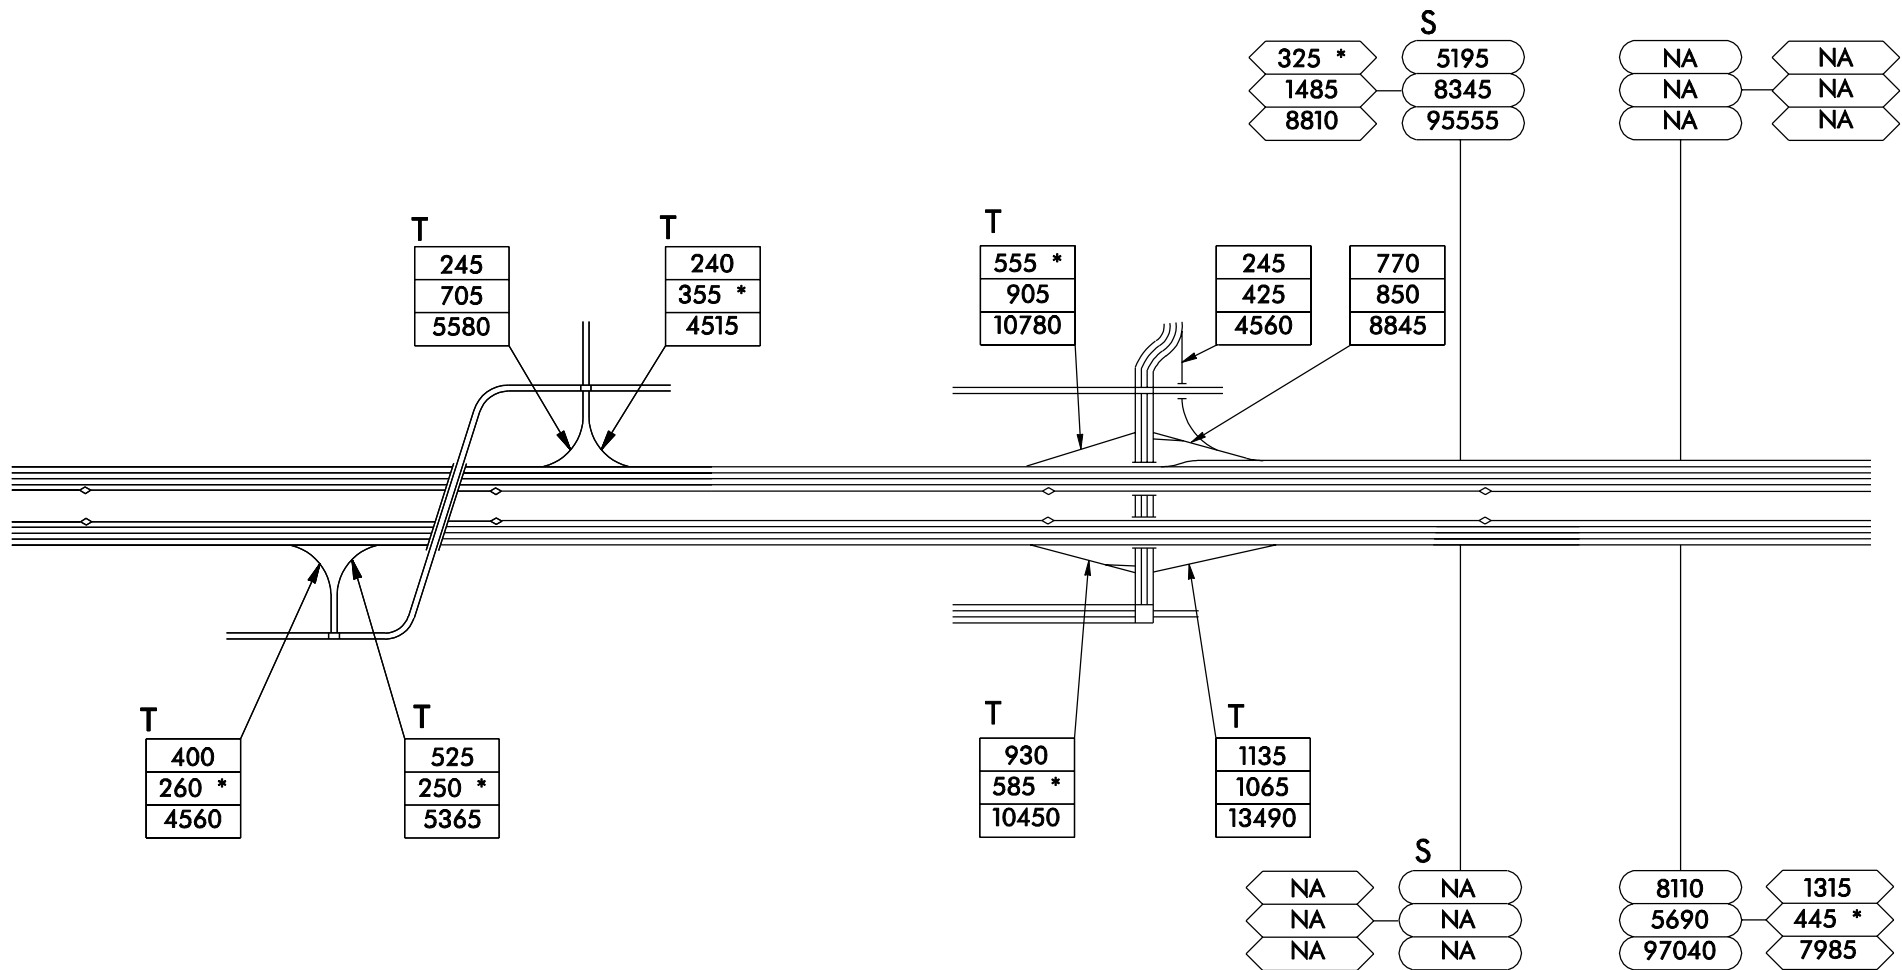 S
325 * 5195 NA NA
1485 8345 NA NA
8810 95555 NA NA
T T T
245 240 555 * 245 770
705 355 * 905 425 850
5580 4515 10780 4560 8845
T T T T
400 525 930 1135
260 * 250 * 585 * 1065
4560 5365 10450 13490
S
NA NA 8110 1315
NA NA 5690 445 *
NA NA 97040 7985